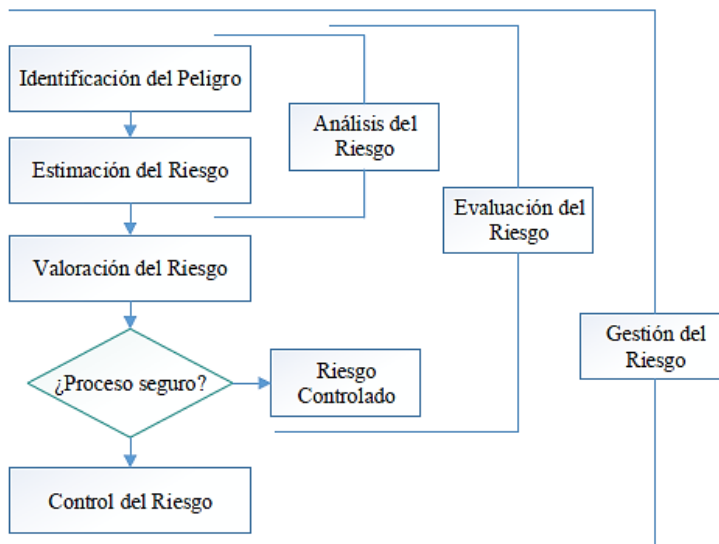 Identificación del Peligro
Análisis del
Riesgo
Estimación del Riesgo
Evaluación del
Riesgo
Valoración del Riesgo
Gestión del
Riesgo
¿Proceso seguro?
Riesgo
Controlado
Control del Riesgo